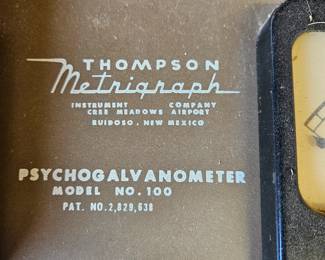 THOMPSON
Metrigraph
INSTRUMENT COMPANY
CREE MEADOWS AIRPORT
RUIDOSO, NEW MEXICO
PSYCHOGALVANOMETER
MODEL NO. 100
PAT. NO. 2,829,638